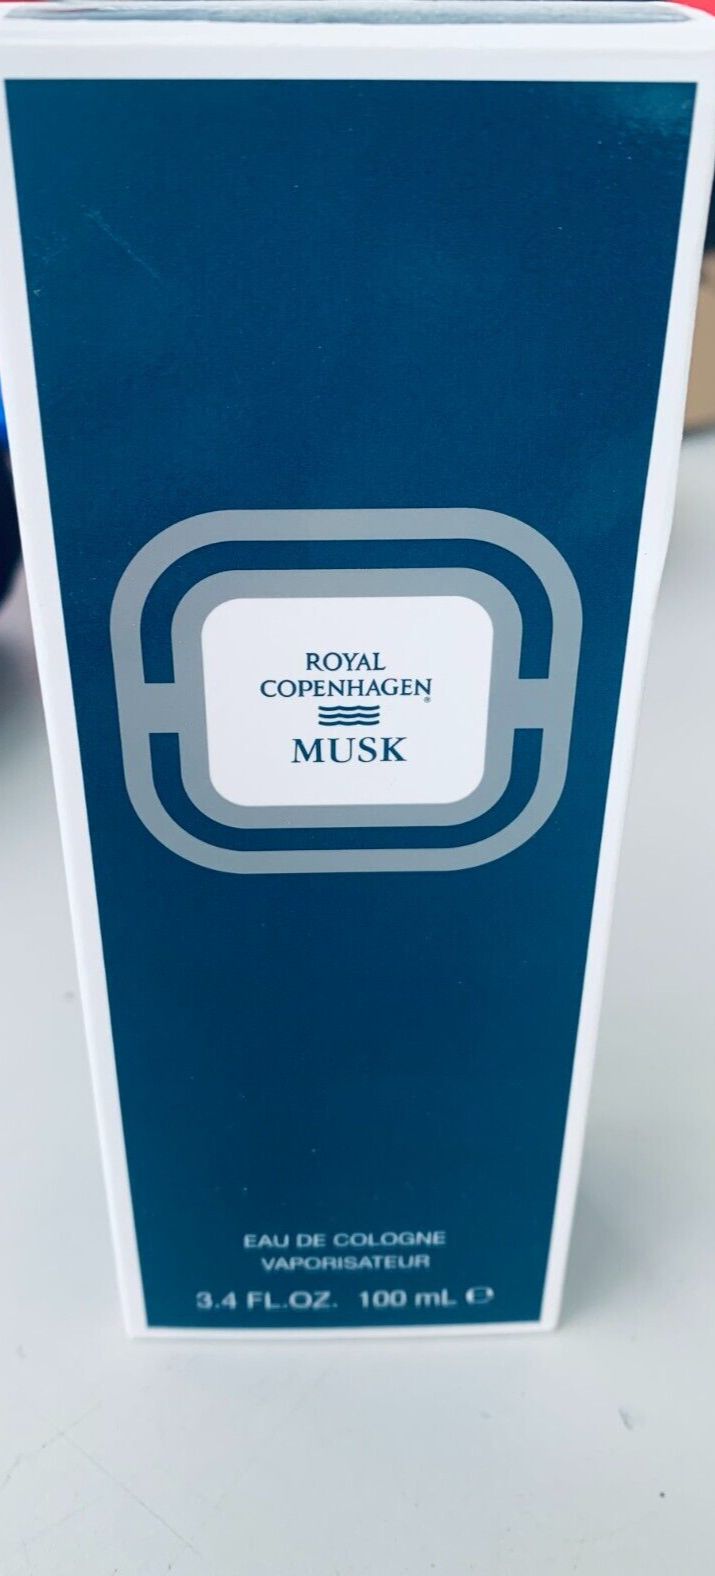 ROYAL
COPENHAGEN®
MUSK
EAU DE COLOGNE
VAPORISATEUR
3.4 FL.OZ. 100 mL ℮